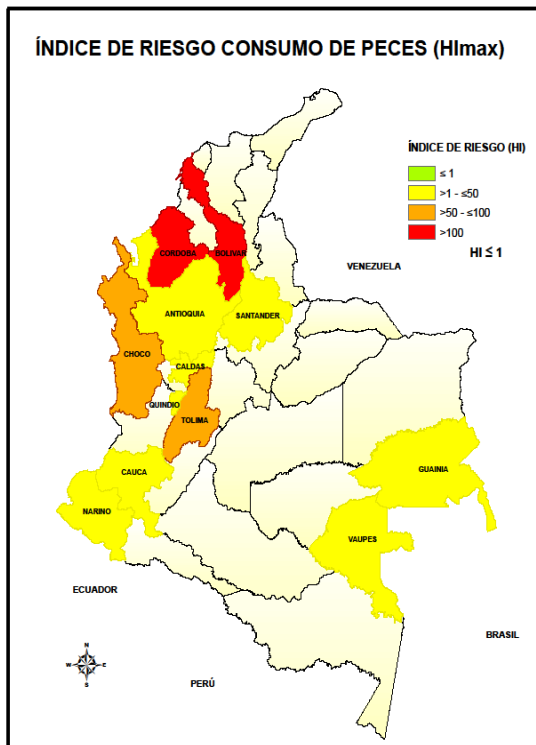 ÍNDICE DE RIESGO CONSUMO DE PECES (HImax)
ÍNDICE DE RIESGO (HI)
≤ 1
>1 - ≤50
>50 - ≤100
>100
HI ≤ 1
VENEZUELA
CORDOBA
BOLIVAR
ANTIOQUIA
SANTANDER
CHOCO
CALDAS
QUINDIO
TOLIMA
CAUCA
NARINO
GUAINIA
VAUPES
ECUADOR
BRASIL
PERÚ
N
W
E
S